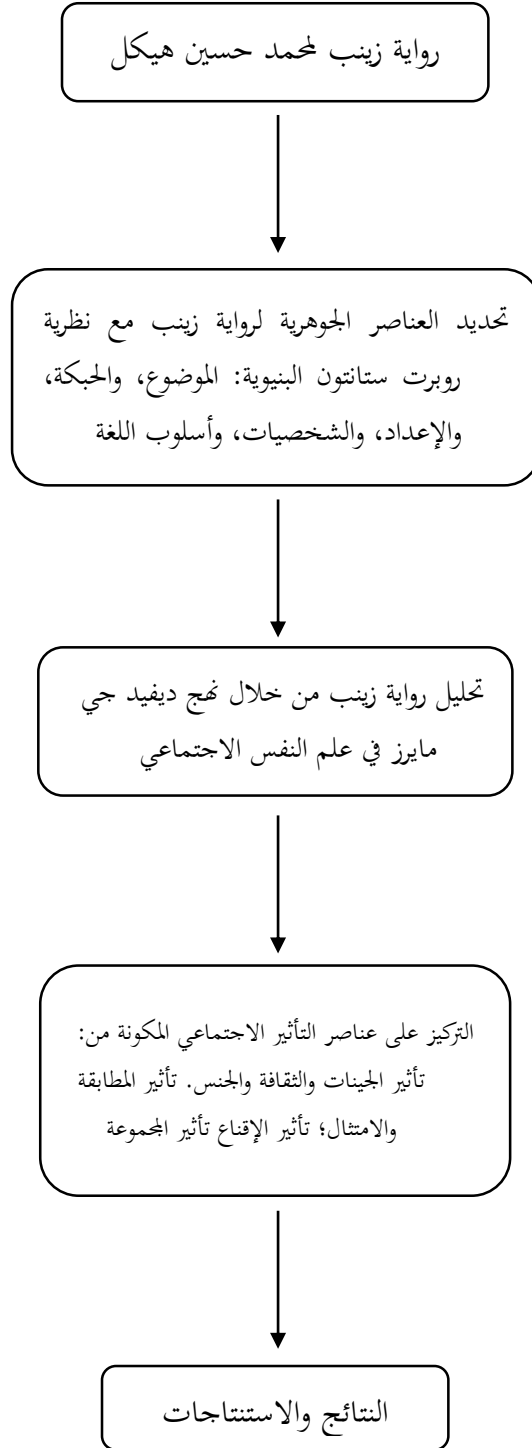 رواية زينب لمحمد حسين هيكل
تحديد العناصر الجوهرية لرواية زينب مع نظرية
روبرت ستانتون البنيوية: الموضوع، والحبكة،
والإعداد، والشخصيات، وأسلوب اللغة
تحليل رواية زينب من خلال نهج ديفيد جي
مايرز في علم النفس الاجتماعي
التركيز على عناصر التأثير الاجتماعي المكونة من:
تأثير الجينات والثقافة والجنس. تأثير المطابقة
والامتثال؛ تأثير الإقناع تأثير المجموعة
النتائج والاستنتاجات